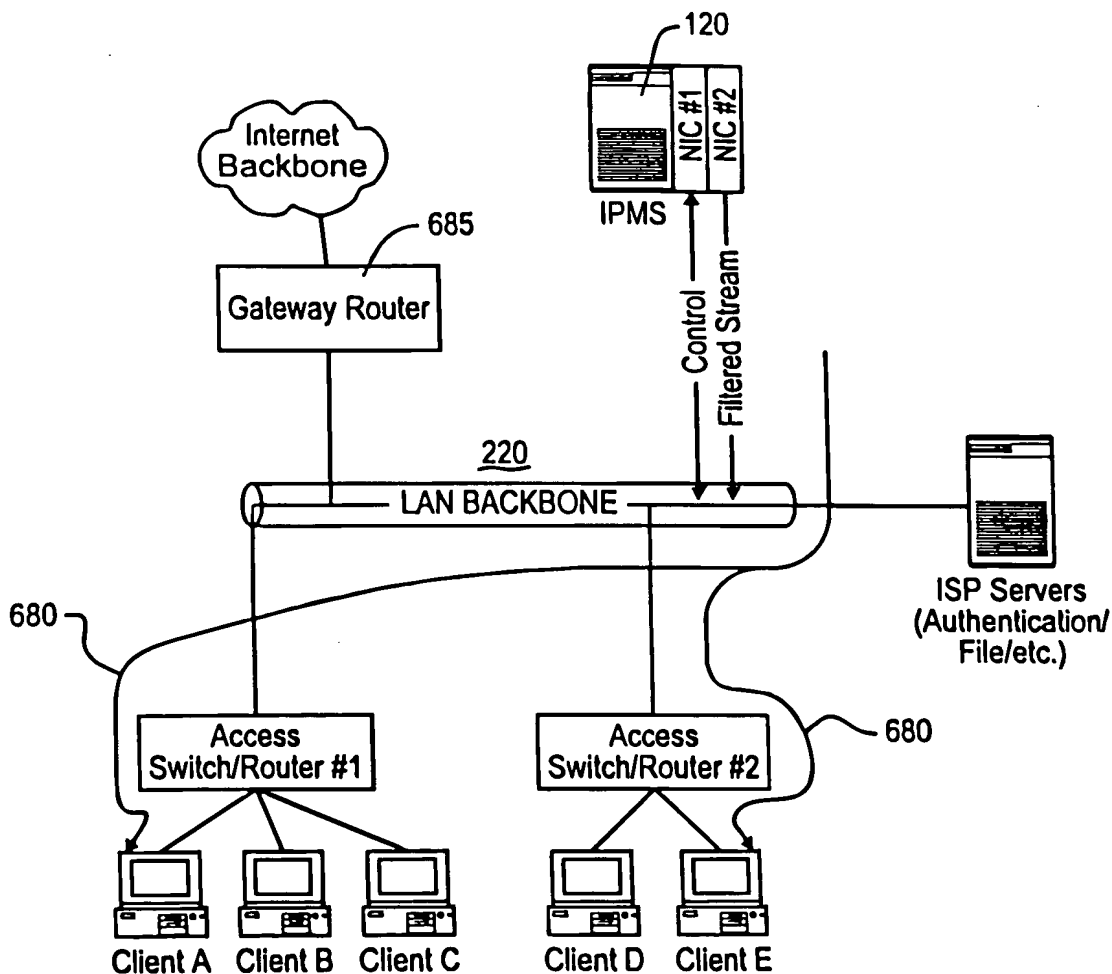 120
NIC #1
NIC #2
IPMS
Internet
Backbone
685
Gateway Router
Control
Filtered Stream
220
LAN BACKBONE
ISP Servers
(Authentication/
File/etc.)
680
680
Access
Switch/Router #1
Access
Switch/Router #2
Client A
Client B
Client C
Client D
Client E